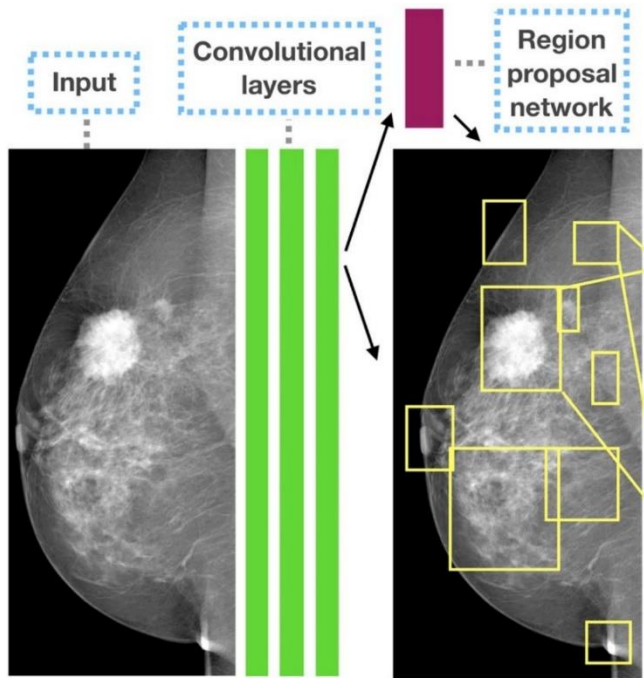 Input
Convolutional
layers
Region
proposal
network